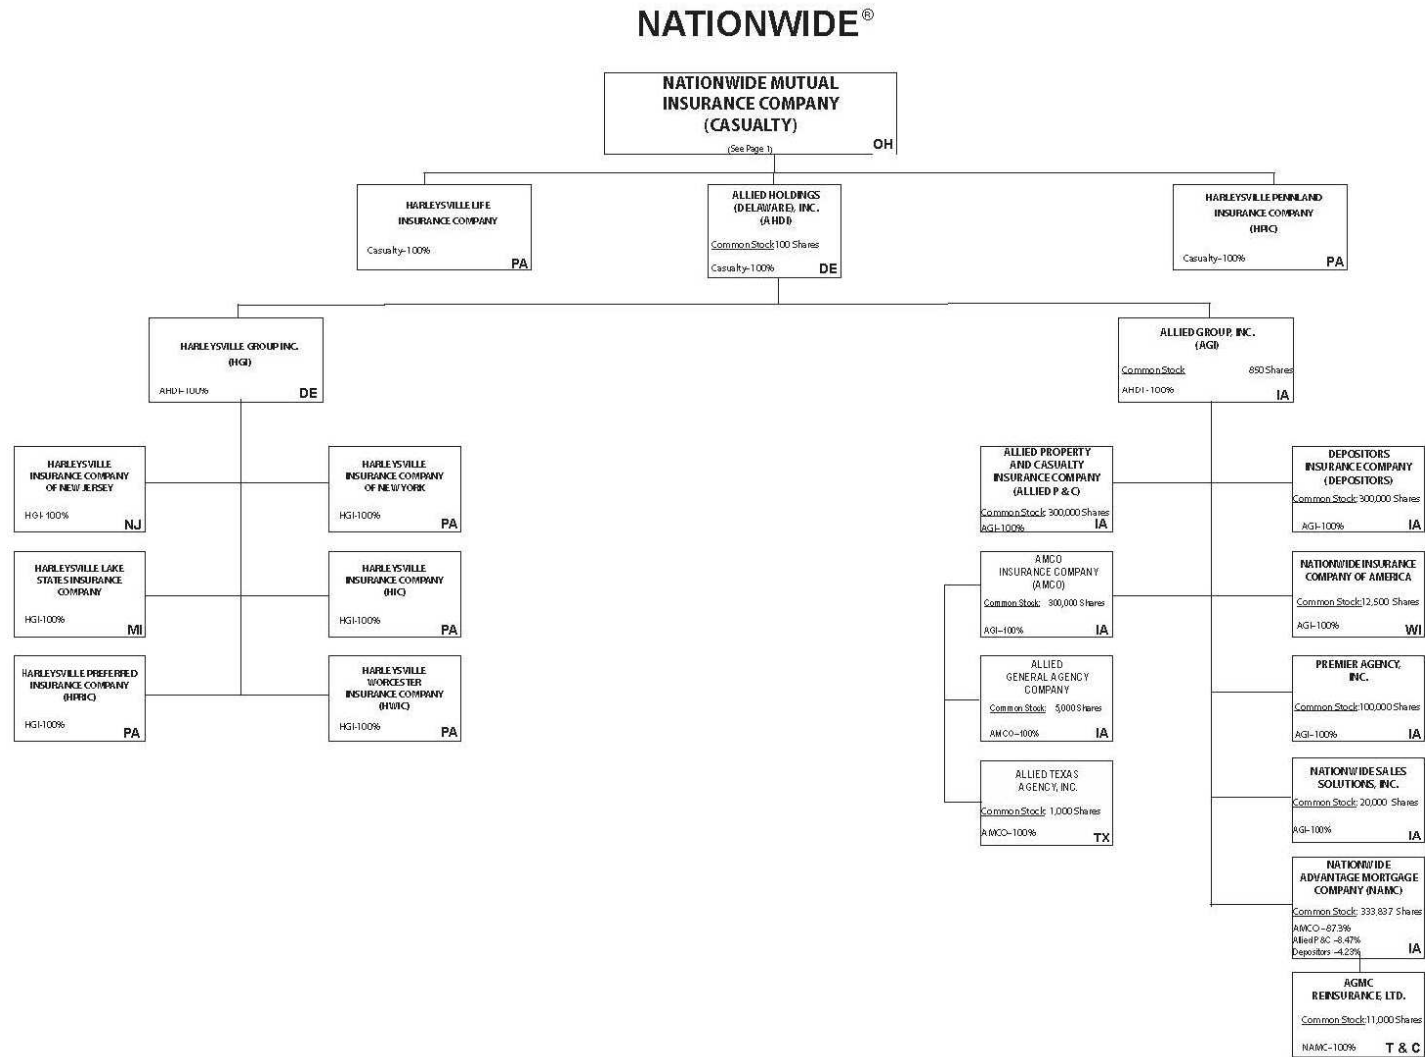 NATIONWIDE®
NATIONWIDE MUTUAL
INSURANCE COMPANY
(CASUALTY)
(See Page 1)
OH
HARLEYSVILLE LIFE
INSURANCE COMPANY
Casualty-100%
PA
ALLIED HOLDINGS
(DELAWARE), INC.
(AHDI)
Common Stock 100 Shares
Casualty-100%
DE
HARLEYSVILLE PENNLAND
INSURANCE COMPANY
(HPIC)
Casualty-100%
PA
HARLEYSVILLE GROUP INC.
(HGI)
AHDI-100%
DE
ALLIED GROUP, INC.
(AGI)
Common Stock 850 Shares
AHDI - 100%
IA
HARLEYSVILLE
INSURANCE COMPANY
OF NEW JERSEY
HGI- 100%
NJ
HARLEYSVILLE
INSURANCE COMPANY
OF NEW YORK
HGI-100%
PA
HARLEYSVILLE LAKE
STATES INSURANCE
COMPANY
HGI-100%
MI
HARLEYSVILLE
INSURANCE COMPANY
(HIC)
HGI-100%
PA
HARLEYSVILLE PREFERRED
INSURANCE COMPANY
(HPRIC)
HGI-100%
PA
HARLEYSVILLE
WORCESTER
INSURANCE COMPANY
(HWIC)
HGI-100%
PA
ALLIED PROPERTY
AND CASUALTY
INSURANCE COMPANY
(ALLIED P & C)
Common Stock: 300,000 Shares
AGI-100%
IA
AMCO
INSURANCE COMPANY
(AMCO)
Common Stock: 300,000 Shares
AGI-100%
IA
ALLIED
GENERAL AGENCY
COMPANY
Common Stock: 5,000 Shares
AMCO-100%
IA
ALLIED TEXAS
AGENCY, INC.
Common Stock: 1,000 Shares
AMCO-100%
TX
DEPOSITORS
INSURANCE COMPANY
(DEPOSITORS)
Common Stock: 300,000 Shares
AGI-100%
IA
NATIONWIDE INSURANCE
COMPANY OF AMERICA
Common Stock:12,500 Shares
AGI-100%
WI
PREMIER AGENCY,
INC.
Common Stock:100,000 Shares
AGI-100%
IA
NATIONWIDE SALES
SOLUTIONS, INC.
Common Stock: 20,000 Shares
AGI-100%
IA
NATIONWIDE
ADVANTAGE MORTGAGE
COMPANY (NAMC)
Common Stock: 333,837 Shares
AMCO -87.3%
Allied P & C -8.47%
Depositors -4.23%
IA
AGMC
REINSURANCE, LTD.
Common Stock:11,000 Shares
NAMC-100%
T & C